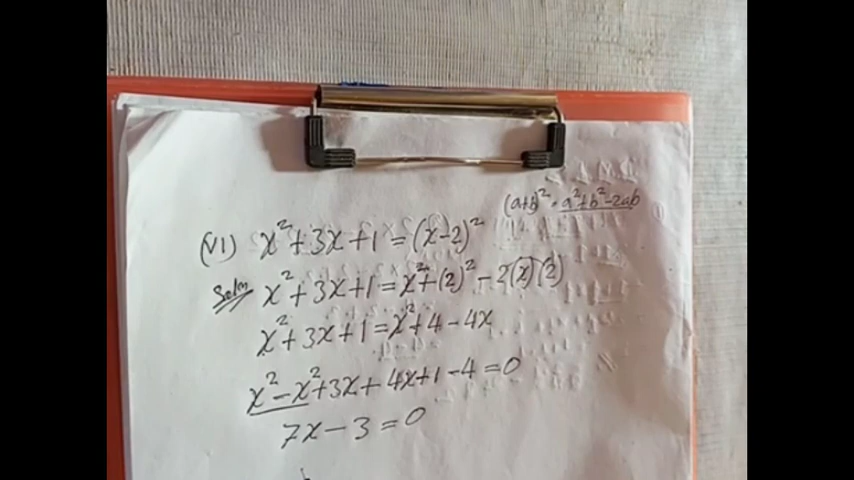 (a+b)² = a²+b²-2ab
(VI) x²+3x+1=(x-2)²
Soln x²+3x+1=x²+(2)²-2(x)(2)
x²+3x+1=x²+4-4x
x²-x²+3x+4x+1-4=0
7x-3=0